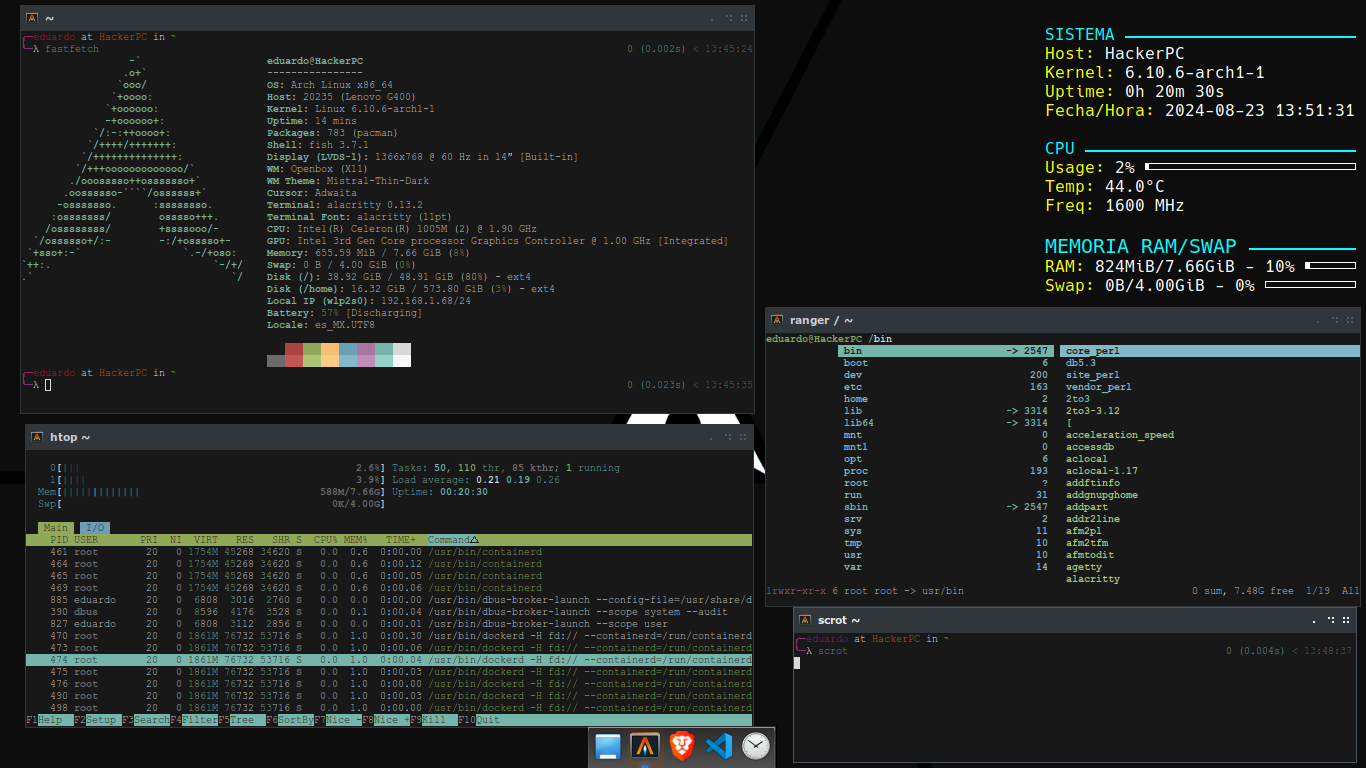 ~
eduardo at HackerPC in ~
λ fastfetch 0 (0.002s) < 13:45:24
eduardo@HackerPC
----------------
OS: Arch Linux x86_64
Host: 20235 (Lenovo G400)
Kernel: Linux 6.10.6-arch1-1
Uptime: 14 mins
Packages: 783 (pacman)
Shell: fish 3.7.1
Display (LVDS-1): 1366x768 @ 60 Hz in 14″ [Built-in]
WM: Openbox (X11)
WM Theme: Mistral-Thin-Dark
Cursor: Adwaita
Terminal: alacritty 0.13.2
Terminal Font: alacritty (11pt)
CPU: Intel(R) Celeron(R) 1005M (2) @ 1.90 GHz
GPU: Intel 3rd Gen Core processor Graphics Controller @ 1.00 GHz [Integrated]
Memory: 655.59 MiB / 7.66 GiB (8%)
Swap: 0 B / 4.00 GiB (0%)
Disk (/): 38.92 GiB / 48.91 GiB (80%) - ext4
Disk (/home): 16.32 GiB / 573.80 GiB (3%) - ext4
Local IP (wlp2s0): 192.168.1.68/24
Battery: 57% [Discharging]
Locale: es_MX.UTF8
eduardo at HackerPC in ~
λ 0 (0.023s) < 13:45:35
SISTEMA
Host: HackerPC
Kernel: 6.10.6-arch1-1
Uptime: 0h 20m 30s
Fecha/Hora: 2024-08-23 13:51:31
CPU
Usage: 2%
Temp: 44.0°C
Freq: 1600 MHz
MEMORIA RAM/SWAP
RAM: 824MiB/7.66GiB - 10%
Swap: 0B/4.00GiB - 0%
ranger / ~
eduardo@HackerPC /bin
bin -> 2547 core_perl
boot 6 db5.3
dev 200 site_perl
etc 163 vendor_perl
home 2 2to3
lib -> 3314 2to3-3.12
lib64 -> 3314 [
mnt 0 acceleration_speed
mntl 0 accessdb
opt 6 aclocal
proc 193 aclocal-1.17
root ? addftinfo
run 31 addgnupghome
sbin -> 2547 addpart
srv 2 addr2line
sys 11 afm2pl
tmp 10 afm2tfm
usr 10 afmtodit
var 14 agetty
alacritty
lrwxr-xr-x 6 root root -> usr/bin 0 sum, 7.48G free 1/19 All
htop ~
0[||| 2.6%] Tasks: 50, 110 thr, 85 kthr; 1 running
1[|||| 3.9%] Load average: 0.21 0.19 0.26
Mem[||||||||||||| 588M/7.66G] Uptime: 00:20:30
Swp[ 0K/4.00G]
Main I/O
PID USER PRI NI VIRT RES SHR S CPU% MEM% TIME+ Command△
461 root 20 0 1754M 45268 34620 S 0.0 0.6 0:00.00 /usr/bin/containerd
464 root 20 0 1754M 45268 34620 S 0.0 0.6 0:00.12 /usr/bin/containerd
465 root 20 0 1754M 45268 34620 S 0.0 0.6 0:00.05 /usr/bin/containerd
469 root 20 0 1754M 45268 34620 S 0.0 0.6 0:00.06 /usr/bin/containerd
885 eduardo 20 0 6808 3016 2760 S 0.0 0.0 0:00.00 /usr/bin/dbus-broker-launch --config-file=/usr/share/d
390 dbus 20 0 8596 4176 3528 S 0.0 0.1 0:00.04 /usr/bin/dbus-broker-launch --scope system --audit
827 eduardo 20 0 6808 3112 2856 S 0.0 0.0 0:00.01 /usr/bin/dbus-broker-launch --scope user
470 root 20 0 1861M 76732 53716 S 0.0 1.0 0:00.30 /usr/bin/dockerd -H fd:// --containerd=/run/containerd
473 root 20 0 1861M 76732 53716 S 0.0 1.0 0:00.06 /usr/bin/dockerd -H fd:// --containerd=/run/containerd
474 root 20 0 1861M 76732 53716 S 0.0 1.0 0:00.04 /usr/bin/dockerd -H fd:// --containerd=/run/containerd
475 root 20 0 1861M 76732 53716 S 0.0 1.0 0:00.03 /usr/bin/dockerd -H fd:// --containerd=/run/containerd
476 root 20 0 1861M 76732 53716 S 0.0 1.0 0:00.00 /usr/bin/dockerd -H fd:// --containerd=/run/containerd
490 root 20 0 1861M 76732 53716 S 0.0 1.0 0:00.03 /usr/bin/dockerd -H fd:// --containerd=/run/containerd
498 root 20 0 1861M 76732 53716 S 0.0 1.0 0:00.00 /usr/bin/dockerd -H fd:// --containerd=/run/containerd
F1Help F2Setup F3SearchF4FilterF5Tree F6SortByF7Nice -F8Nice +F9Kill F10Quit
scrot ~
eduardo at HackerPC in ~
λ scrot 0 (0.004s) < 13:48:37